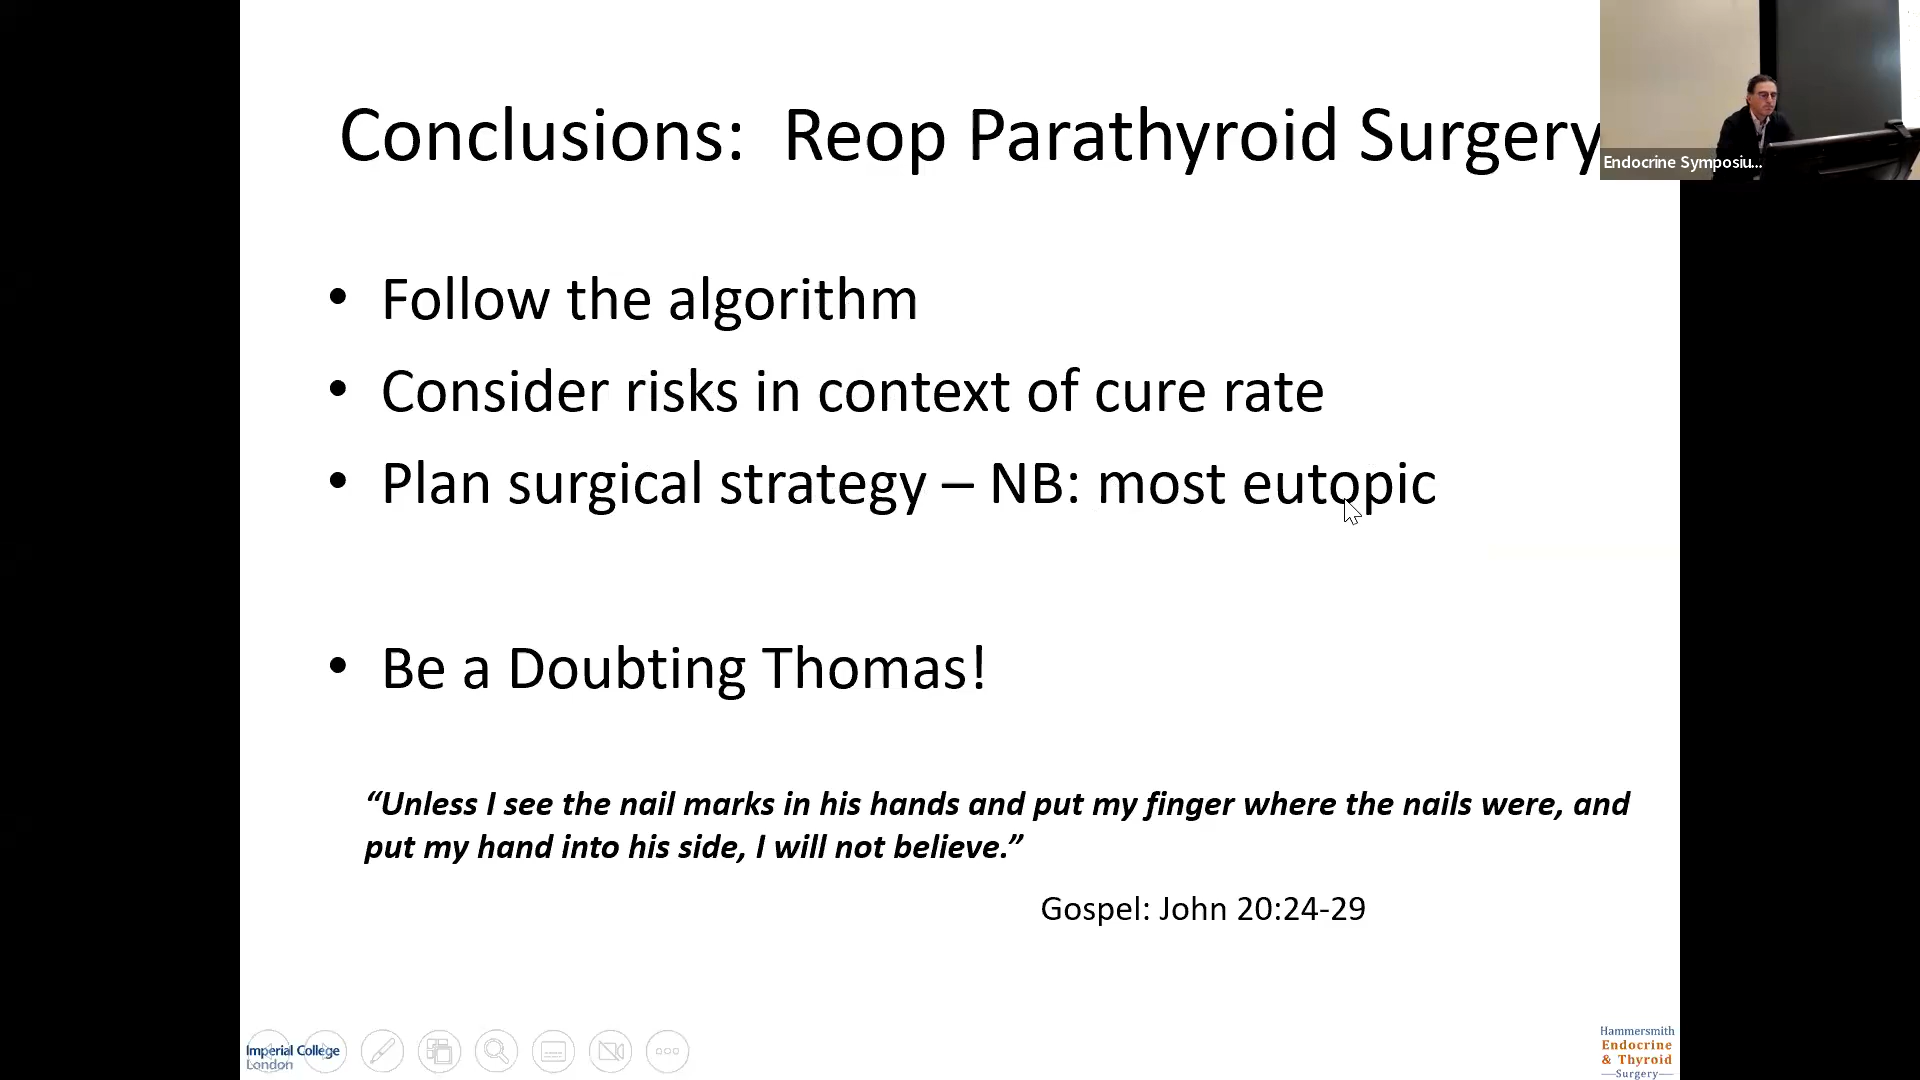 Conclusions: Reop Parathyroid Surgery
Endocrine Symposiu...
• Follow the algorithm
• Consider risks in context of cure rate
• Plan surgical strategy – NB: most eutopic
• Be a Doubting Thomas!
“Unless I see the nail marks in his hands and put my finger where the nails were, and
put my hand into his side, I will not believe.”
Gospel: John 20:24-29
Imperial College
London
Hammersmith
Endocrine
& Thyroid
Surgery